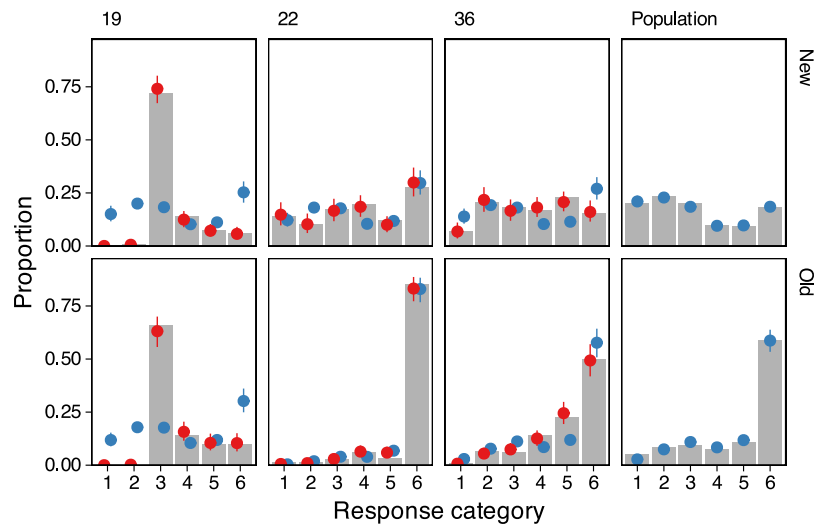 19 22 36 Population
New
0.75
0.50
0.25
0.00
Proportion
Old
0.75
0.50
0.25
0.00
1 2 3 4 5 6 1 2 3 4 5 6 1 2 3 4 5 6 1 2 3 4 5 6
Response category